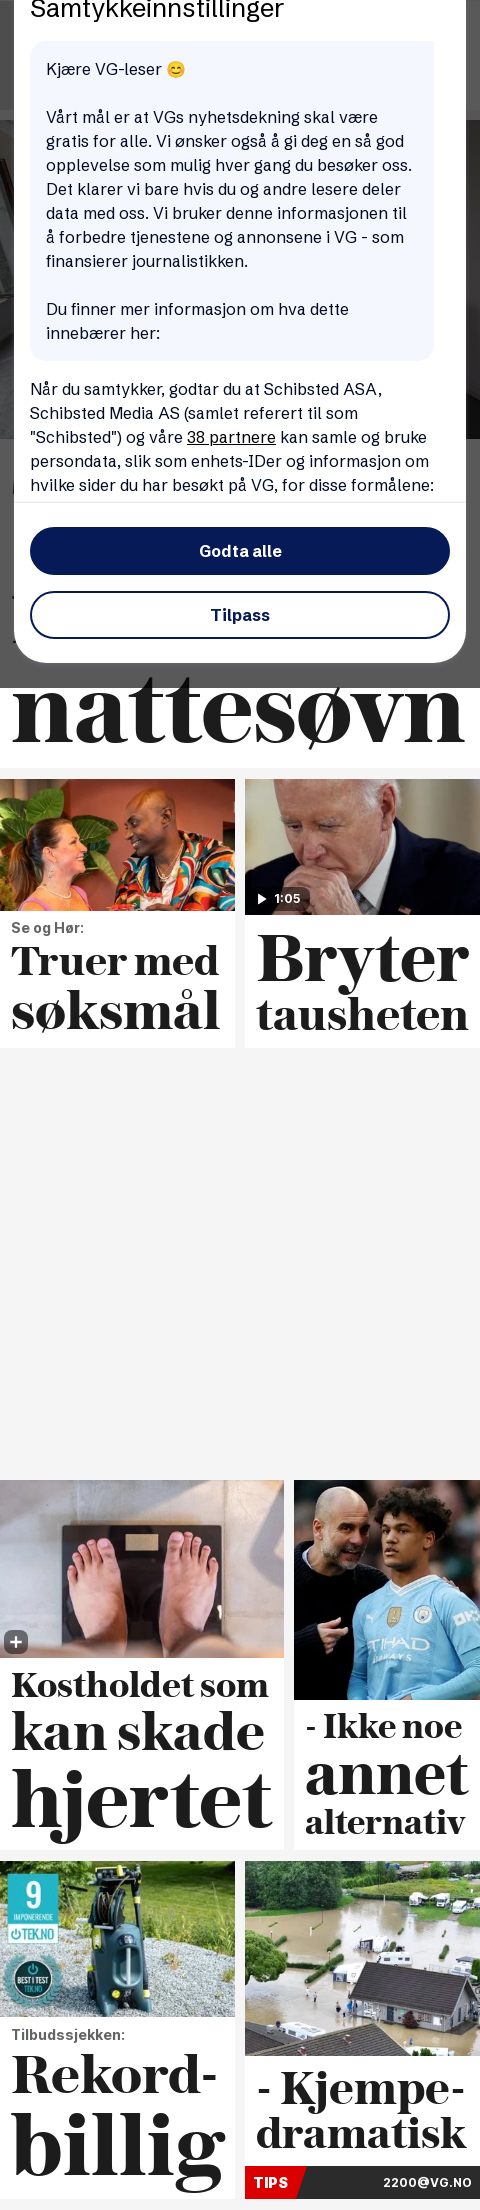 Samtykkeinnstillinger
Kjære VG-leser 😊
Vårt mål er at VGs nyhetsdekning skal være
gratis for alle. Vi ønsker også å gi deg en så god
opplevelse som mulig hver gang du besøker oss.
Det klarer vi bare hvis du og andre lesere deler
data med oss. Vi bruker denne informasjonen til
å forbedre tjenestene og annonsene i VG - som
finansierer journalistikken.
Du finner mer informasjon om hva dette
innebærer her:
Når du samtykker, godtar du at Schibsted ASA,
Schibsted Media AS (samlet referert til som
"Schibsted") og våre 38 partnere kan samle og bruke
persondata, slik som enhets-IDer og informasjon om
hvilke sider du har besøkt på VG, for disse formålene:
Godta alle
Tilpass
nattesøvn
1:05
Se og Hør:
Truer med
søksmål
Bryter
tausheten
ETIHAD
AIRWAYS
Kostholdet som
kan skade
hjertet
- Ikke noe
annet
alternativ
9
IMPONERENDE
TEK.NO
BEST I TEST
TEK.NO
Tilbudssjekken:
Rekord-
billig
- Kjempe-
dramatisk
TIPS
2200@VG.NO